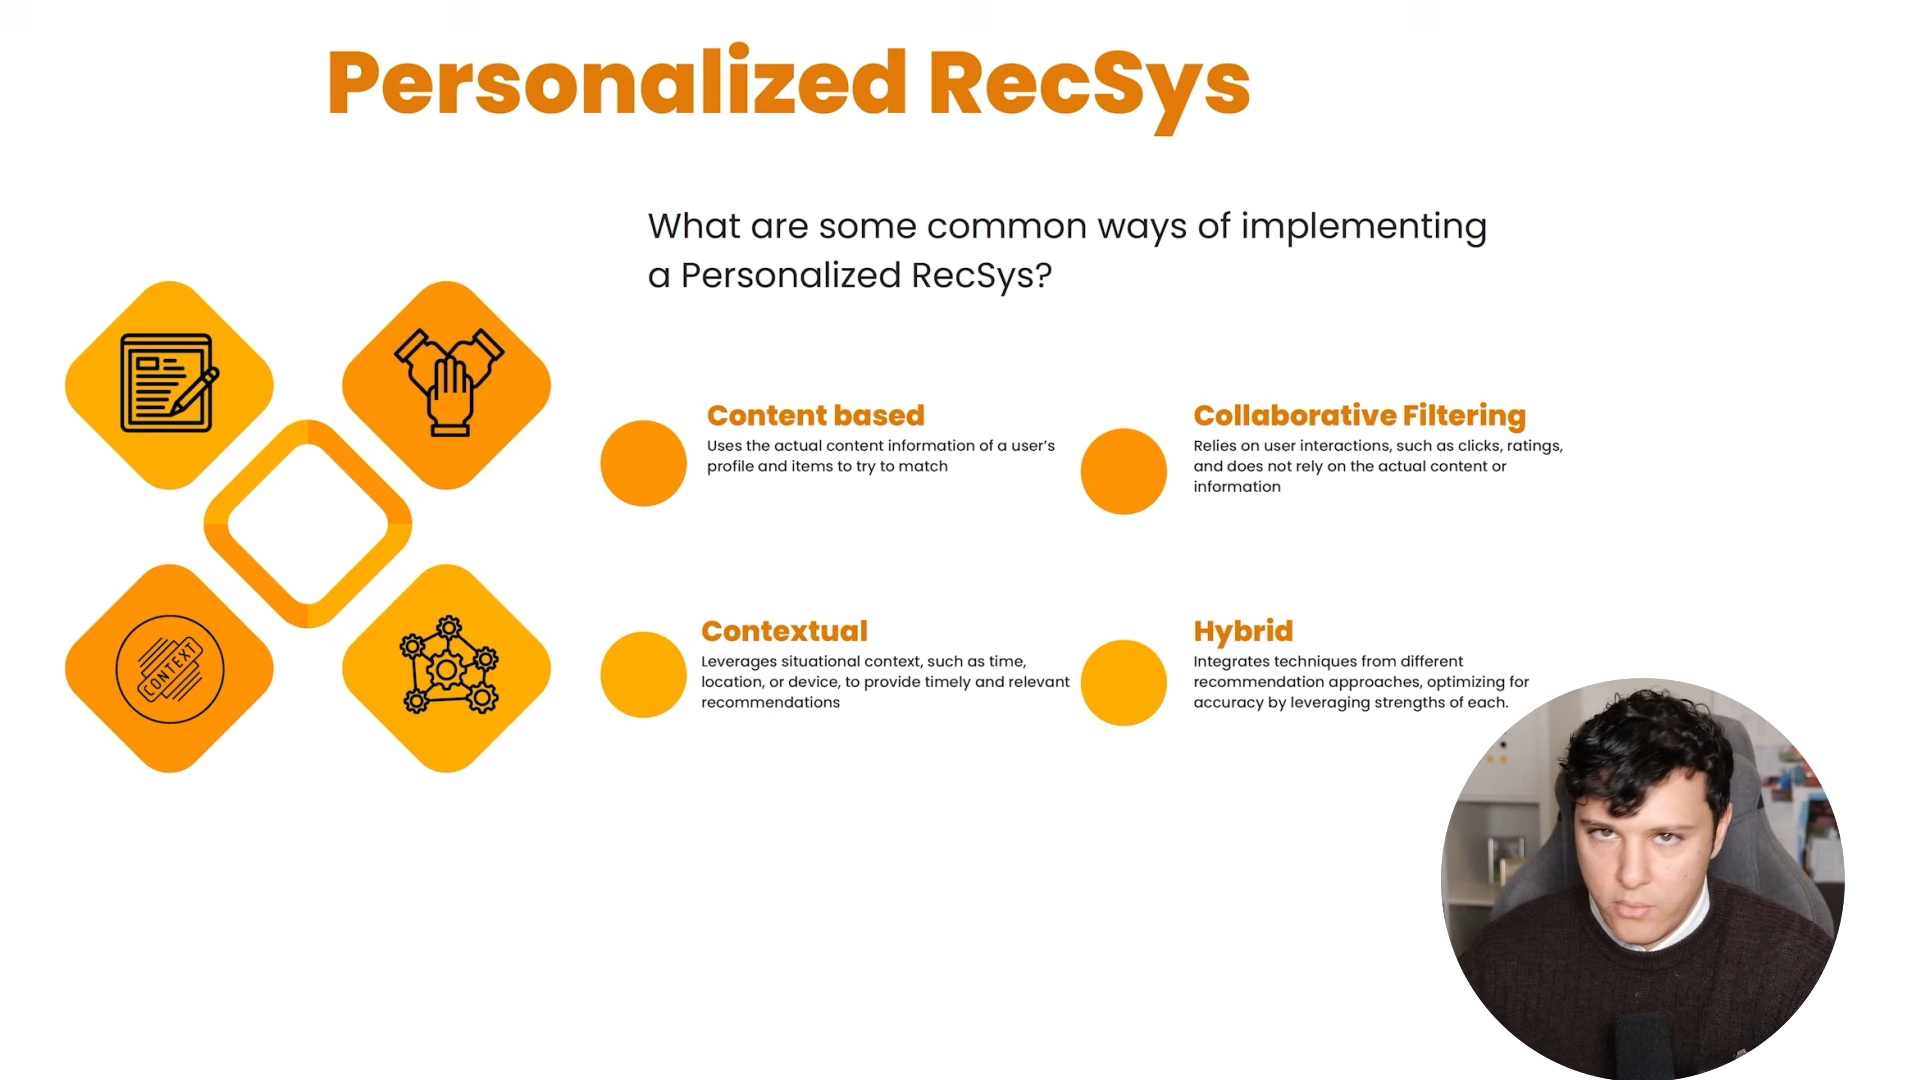 Personalized RecSys
What are some common ways of implementing
a Personalized RecSys?
Content based
Uses the actual content information of a user's
profile and items to try to match
Collaborative Filtering
Relies on user interactions, such as clicks, ratings,
and does not rely on the actual content or
information
Contextual
Leverages situational context, such as time,
location, or device, to provide timely and relevant
recommendations
Hybrid
Integrates techniques from different
recommendation approaches, optimizing for
accuracy by leveraging strengths of each.
CONTEXT